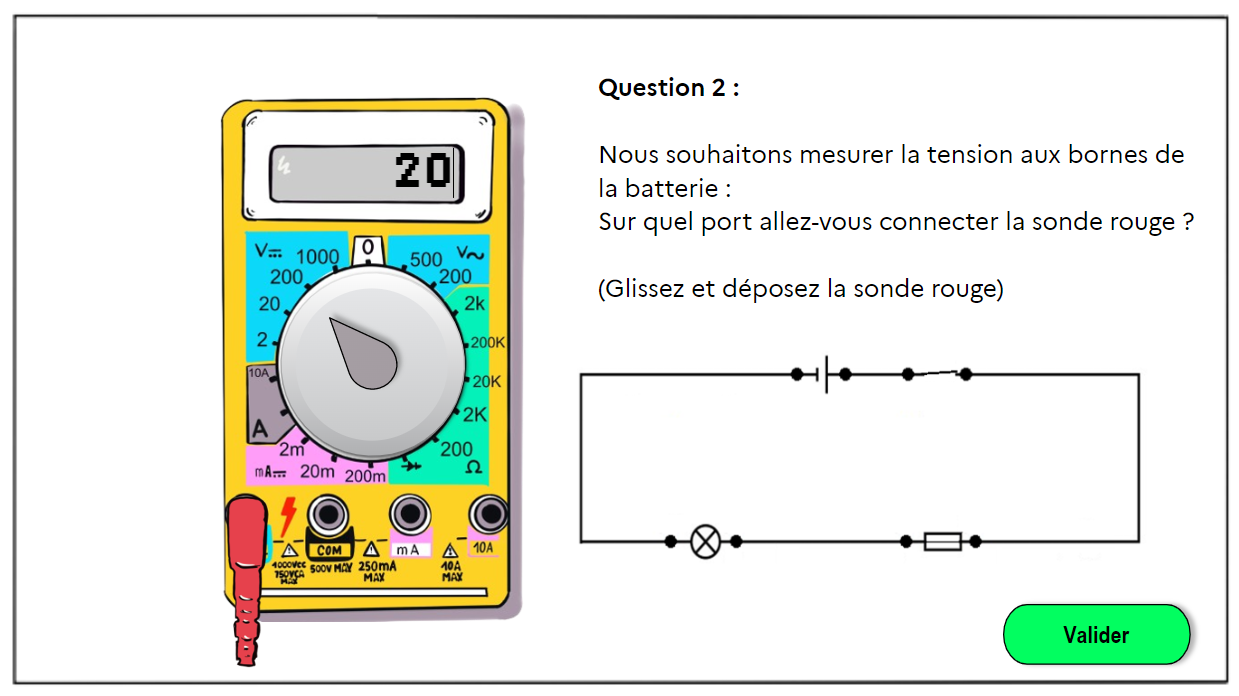 Question 2 :
Nous souhaitons mesurer la tension aux bornes de
la batterie :
Sur quel port allez-vous connecter la sonde rouge ?
(Glissez et déposez la sonde rouge)
20
V 1000 0 500 V
200 200
20 2k
2 200K
10A 20K
A 2K
2m 200
mA 20m 200m Ω
COM mA 10A
1000VCC 500V MAX 250mA 10A
750VCA MAX MAX
MAX
Valider